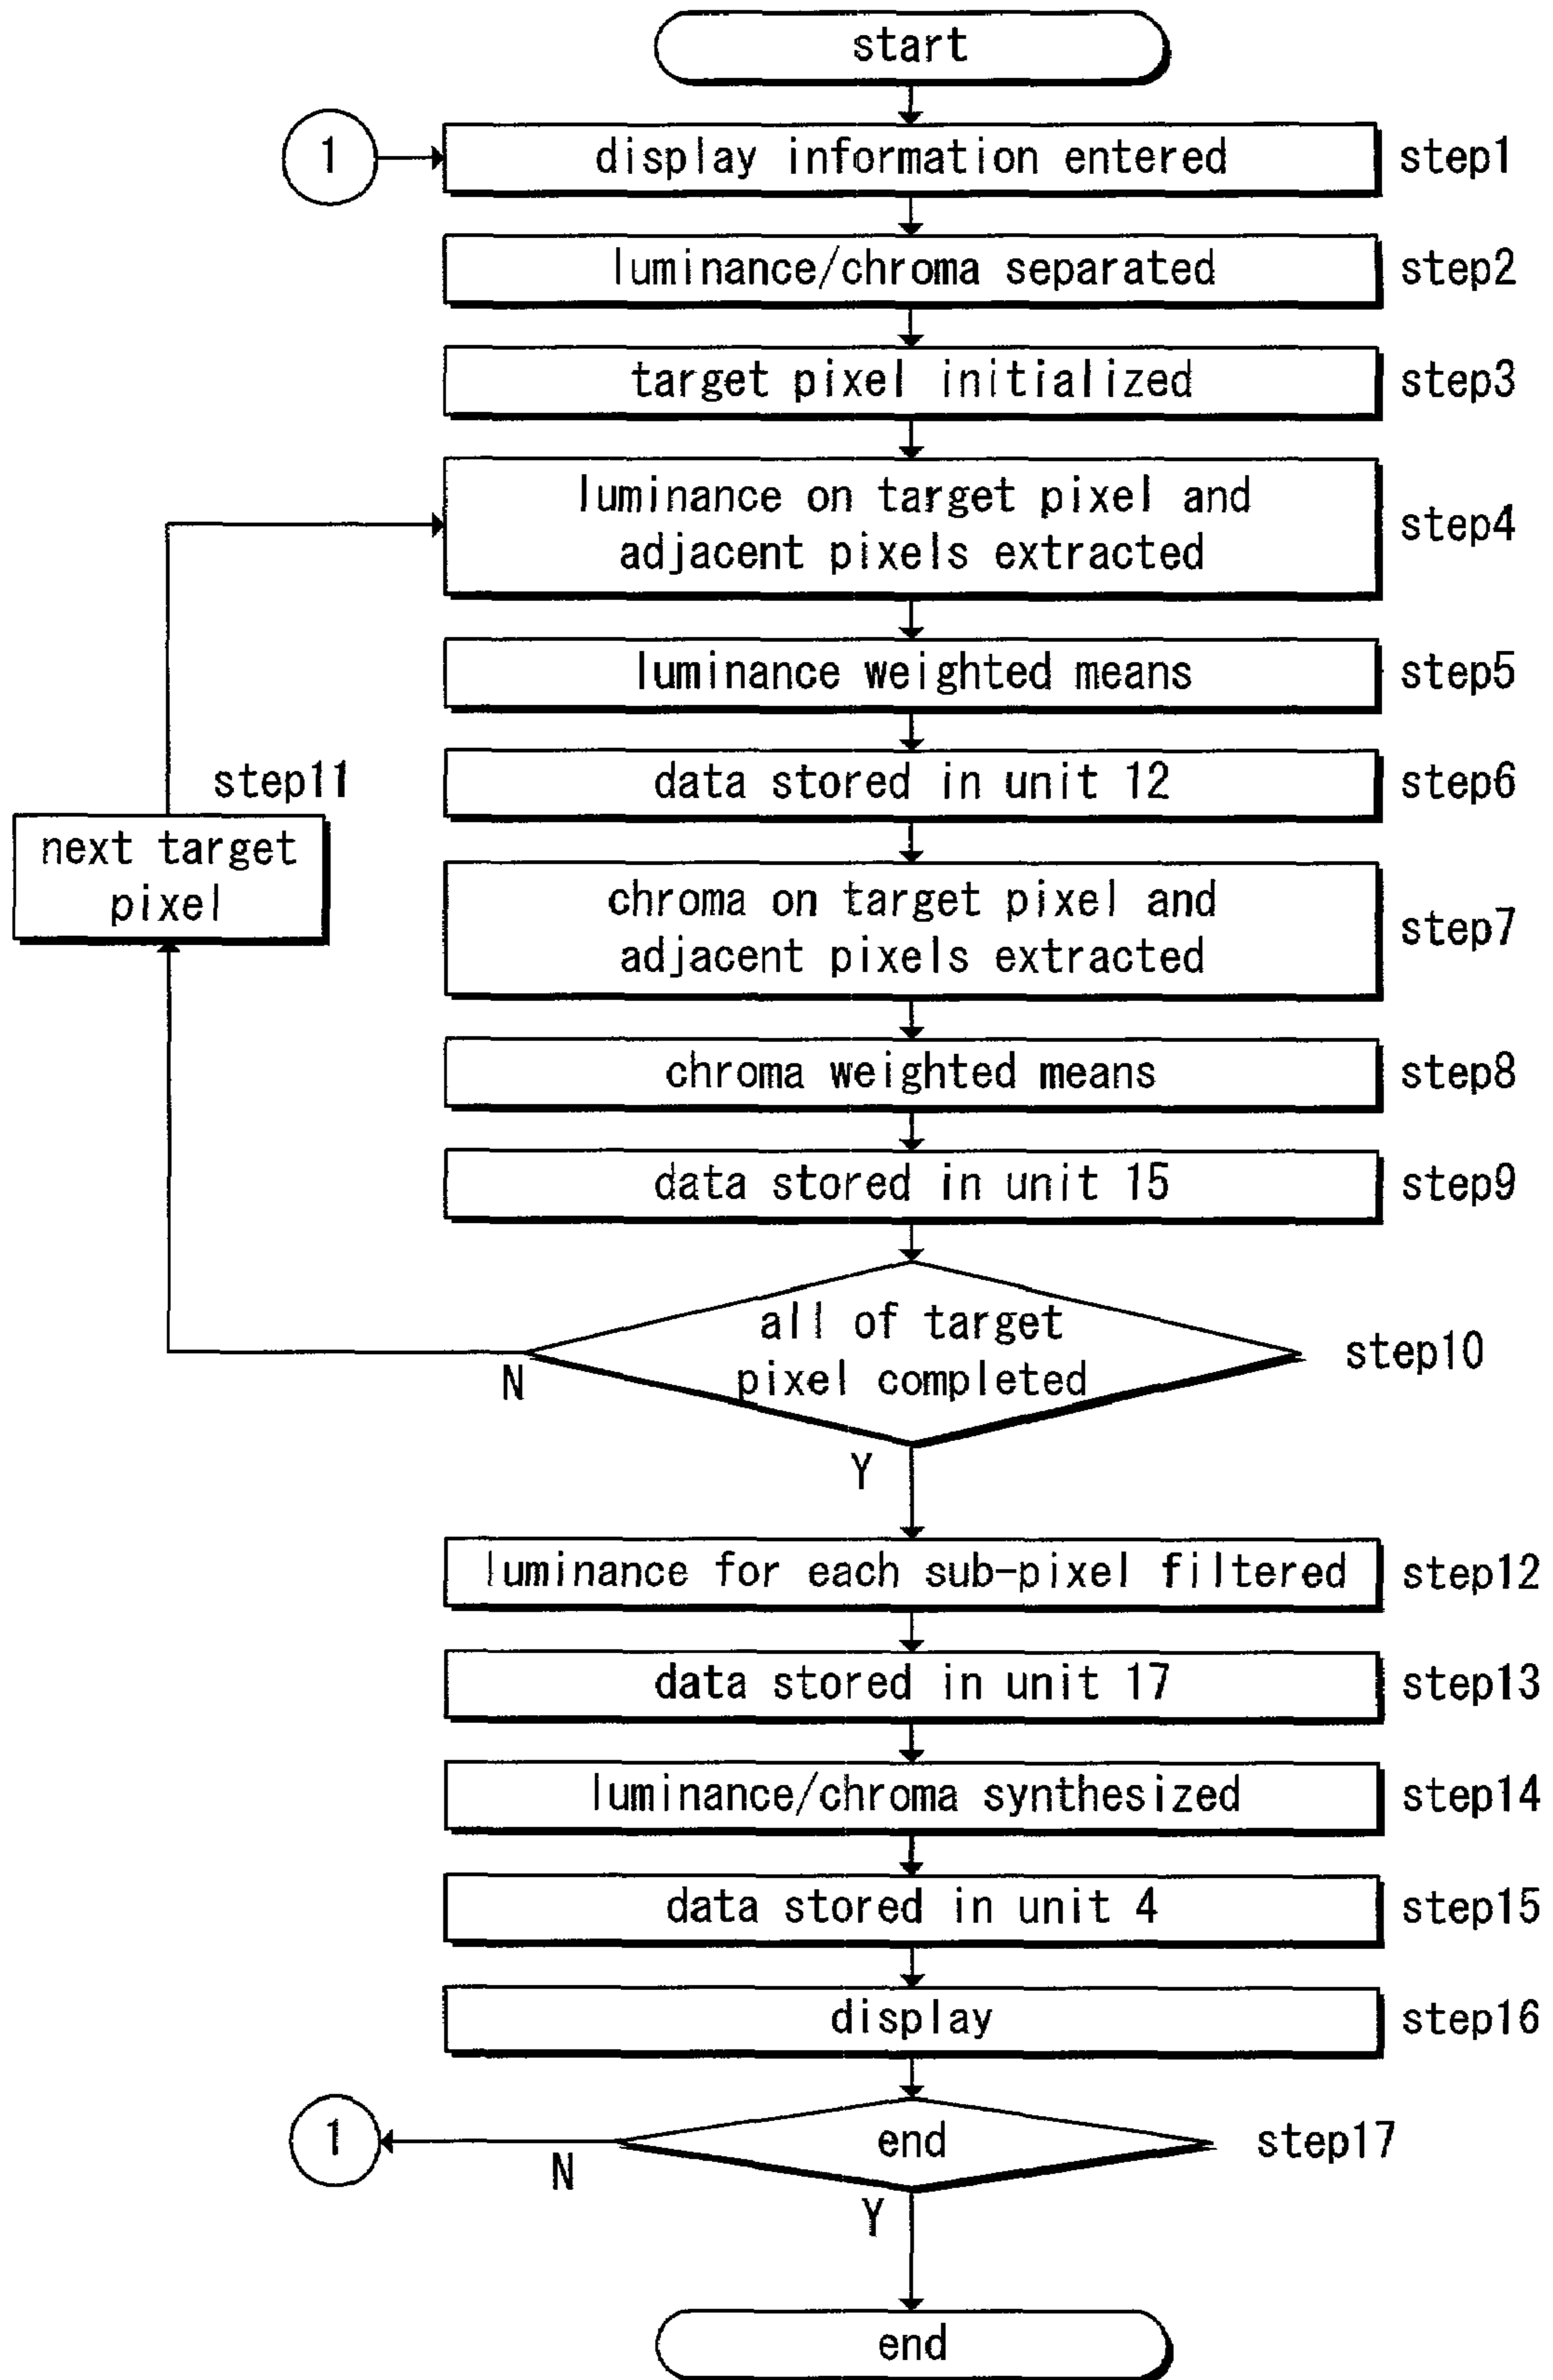 start
1
display information entered
step1
luminance/chroma separated
step2
target pixel initialized
step3
luminance on target pixel and
adjacent pixels extracted
step4
luminance weighted means
step5
data stored in unit 12
step6
step11
next target
pixel
chroma on target pixel and
adjacent pixels extracted
step7
chroma weighted means
step8
data stored in unit 15
step9
all of target
pixel completed
step10
N
Y
luminance for each sub-pixel filtered
step12
data stored in unit 17
step13
luminance/chroma synthesized
step14
data stored in unit 4
step15
display
step16
1
end
step17
N
Y
end